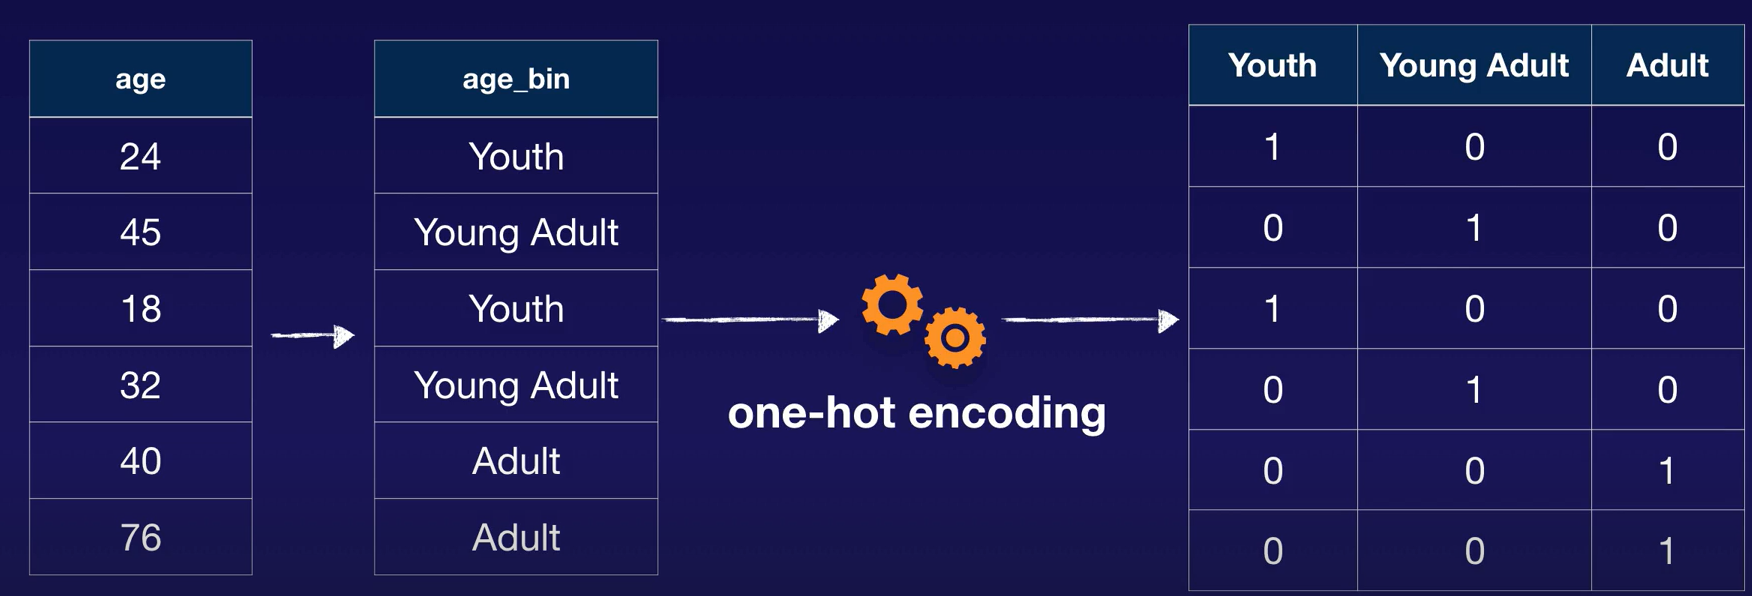 age
24
45
18
32
40
76
age_bin
Youth
Young Adult
Youth
Young Adult
Adult
Adult
one-hot encoding
Youth Young Adult Adult
1 0 0
0 1 0
1 0 0
0 1 0
0 0 1
0 0 1